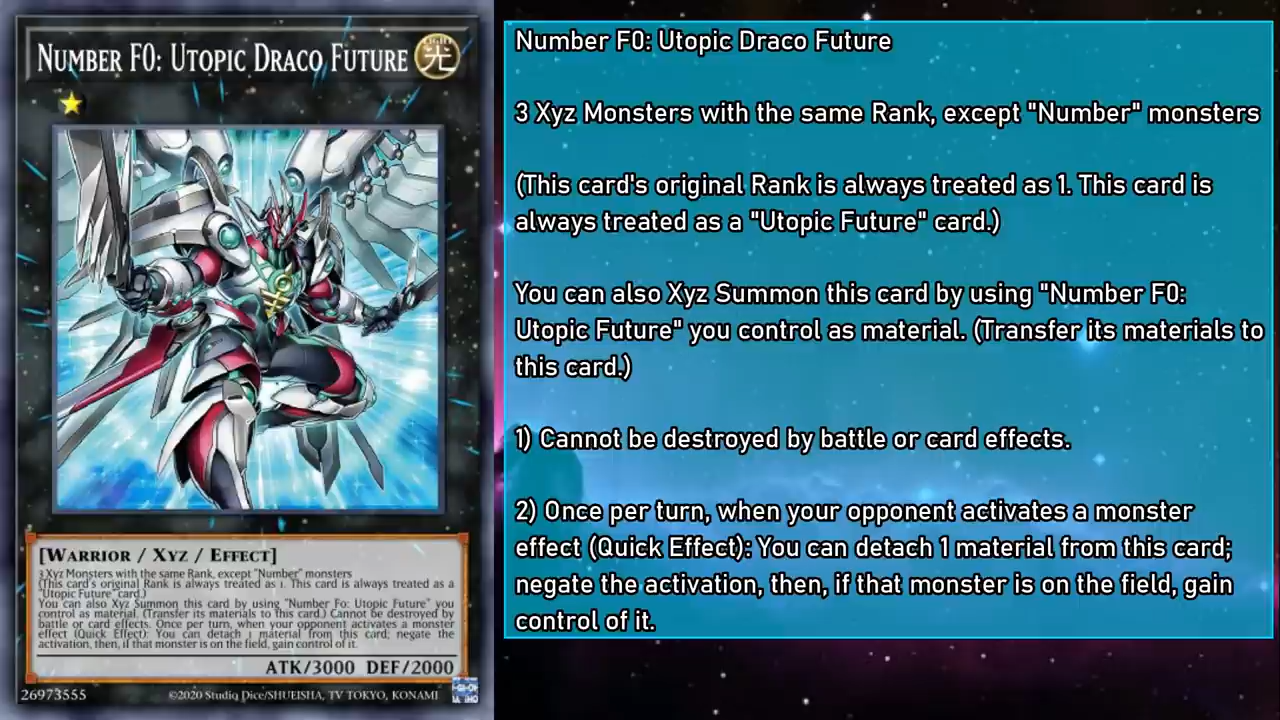 NUMBER F0: UTOPIC DRACO FUTURE
LIGHT
光
[WARRIOR / XYZ / EFFECT]
3 Xyz Monsters with the same Rank, except "Number" monsters
(This card's original Rank is always treated as 1. This card is always treated as a
"Utopic Future" card.)
You can also Xyz Summon this card by using "Number F0: Utopic Future" you
control as material. (Transfer its materials to this card.) Cannot be destroyed by
battle or card effects. Once per turn, when your opponent activates a monster
effect (Quick Effect): You can detach 1 material from this card; negate the
activation, then, if that monster is on the field, gain control of it.
ATK/3000 DEF/2000
26973555
©2020 Studio Dice/SHUEISHA, TV TOKYO, KONAMI
Number F0: Utopic Draco Future
3 Xyz Monsters with the same Rank, except "Number" monsters
(This card's original Rank is always treated as 1. This card is
always treated as a "Utopic Future" card.)
You can also Xyz Summon this card by using "Number F0:
Utopic Future" you control as material. (Transfer its materials to
this card.)
1) Cannot be destroyed by battle or card effects.
2) Once per turn, when your opponent activates a monster
effect (Quick Effect): You can detach 1 material from this card;
negate the activation, then, if that monster is on the field, gain
control of it.